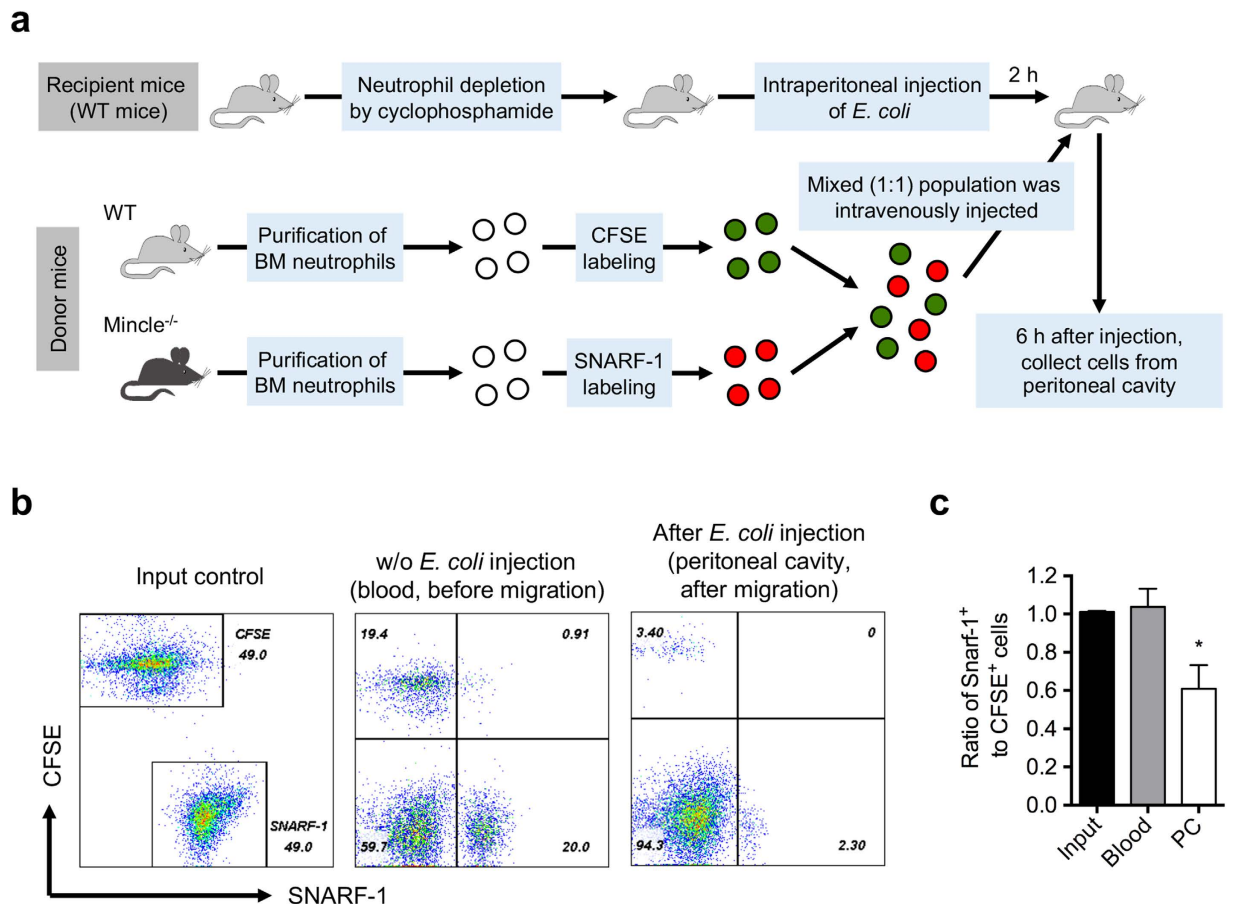 a
Recipient mice
(WT mice)
Neutrophil depletion
by cyclophosphamide
Intraperitoneal injection
of E. coli
2 h
Donor mice
WT
Purification of
BM neutrophils
CFSE
labeling
Mixed (1:1) population was
intravenously injected
Mincle-/-
Purification of
BM neutrophils
SNARF-1
labeling
6 h after injection,
collect cells from
peritoneal cavity
b
Input control
w/o E. coli injection
(blood, before migration)
After E. coli injection
(peritoneal cavity,
after migration)
CFSE
49.0
SNARF-1
49.0
19.4
0.91
59.7
20.0
3.40
0
94.3
2.30
CFSE
SNARF-1
c
Ratio of Snarf-1+
to CFSE+ cells
1.2
1.0
0.8
0.6
0.4
0.2
0.0
*
Input
Blood
PC